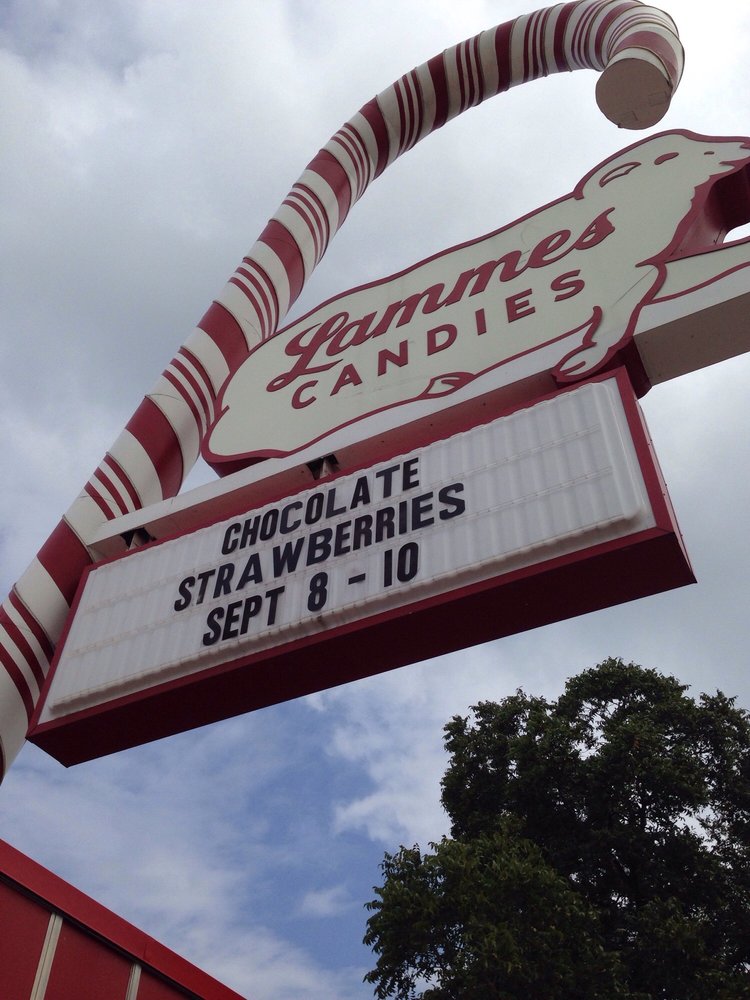 Lammes
CANDIES
CHOCOLATE
STRAWBERRIES
SEPT 8 - 10